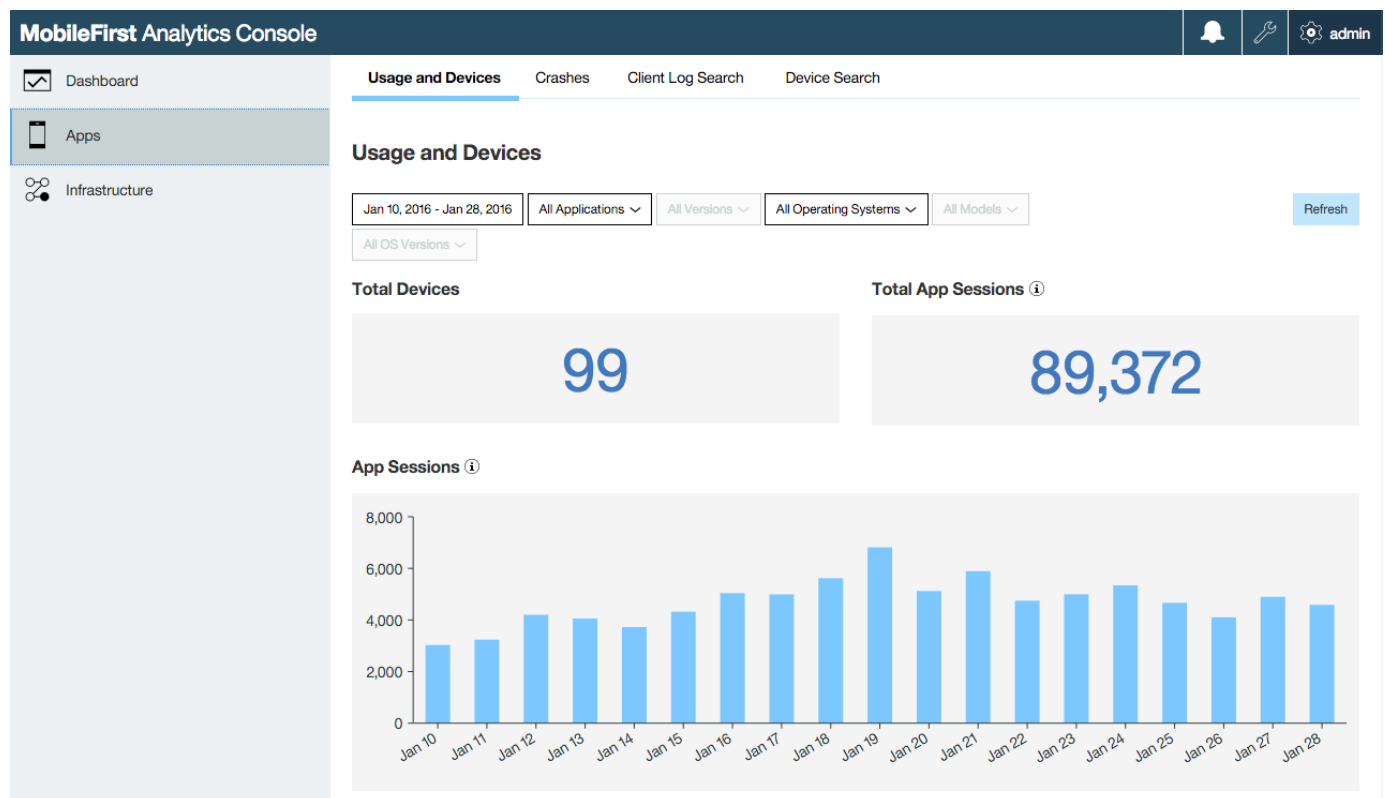 MobileFirst Analytics Console
admin
Dashboard
Apps
Infrastructure
Usage and Devices Crashes Client Log Search Device Search
Usage and Devices
Jan 10, 2016 - Jan 28, 2016 All Applications All Versions All Operating Systems All Models Refresh
All OS Versions
Total Devices
99
Total App Sessions
89,372
App Sessions
8,000
6,000
4,000
2,000
0
Jan 10 Jan 11 Jan 12 Jan 13 Jan 14 Jan 15 Jan 16 Jan 17 Jan 18 Jan 19 Jan 20 Jan 21 Jan 22 Jan 23 Jan 24 Jan 25 Jan 26 Jan 27 Jan 28